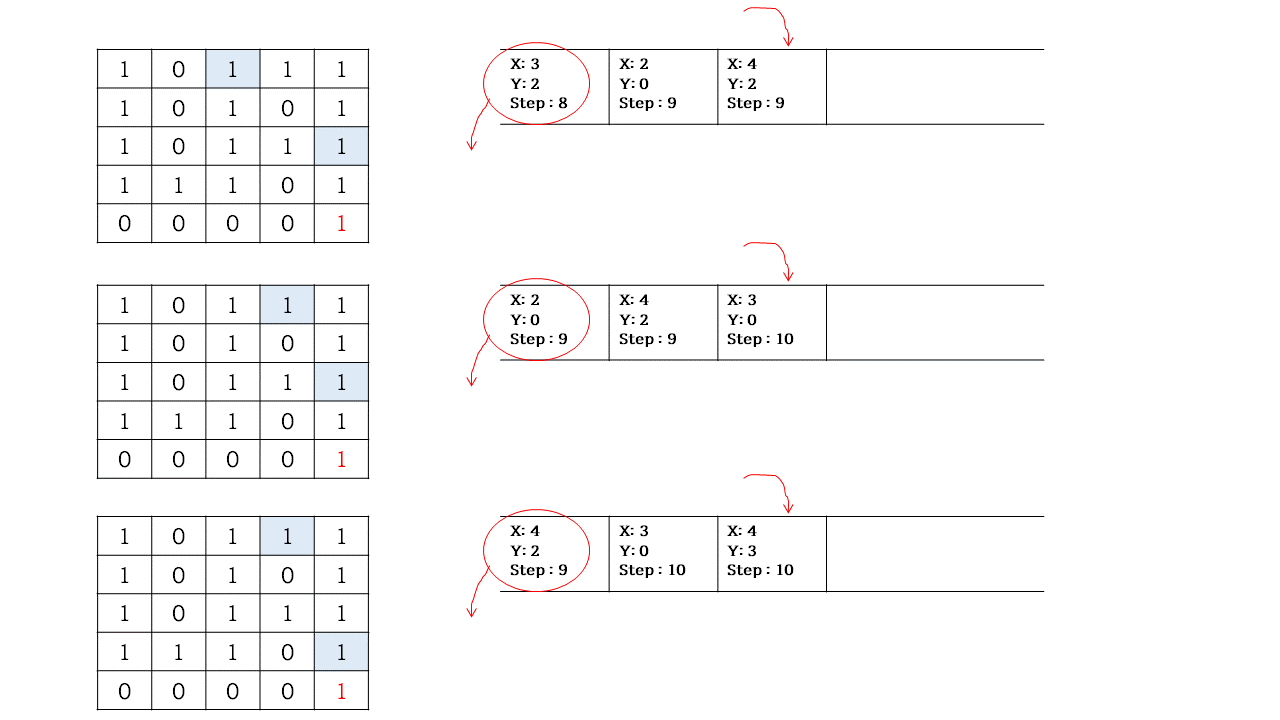 1 0 1 1 1
1 0 1 0 1
1 0 1 1 1
1 1 1 0 1
0 0 0 0 1
X: 3
Y: 2
Step : 8
X: 2
Y: 0
Step : 9
X: 4
Y: 2
Step : 9
1 0 1 1 1
1 0 1 0 1
1 0 1 1 1
1 1 1 0 1
0 0 0 0 1
X: 2
Y: 0
Step : 9
X: 4
Y: 2
Step : 9
X: 3
Y: 0
Step : 10
1 0 1 1 1
1 0 1 0 1
1 0 1 1 1
1 1 1 0 1
0 0 0 0 1
X: 4
Y: 2
Step : 9
X: 3
Y: 0
Step : 10
X: 4
Y: 3
Step : 10